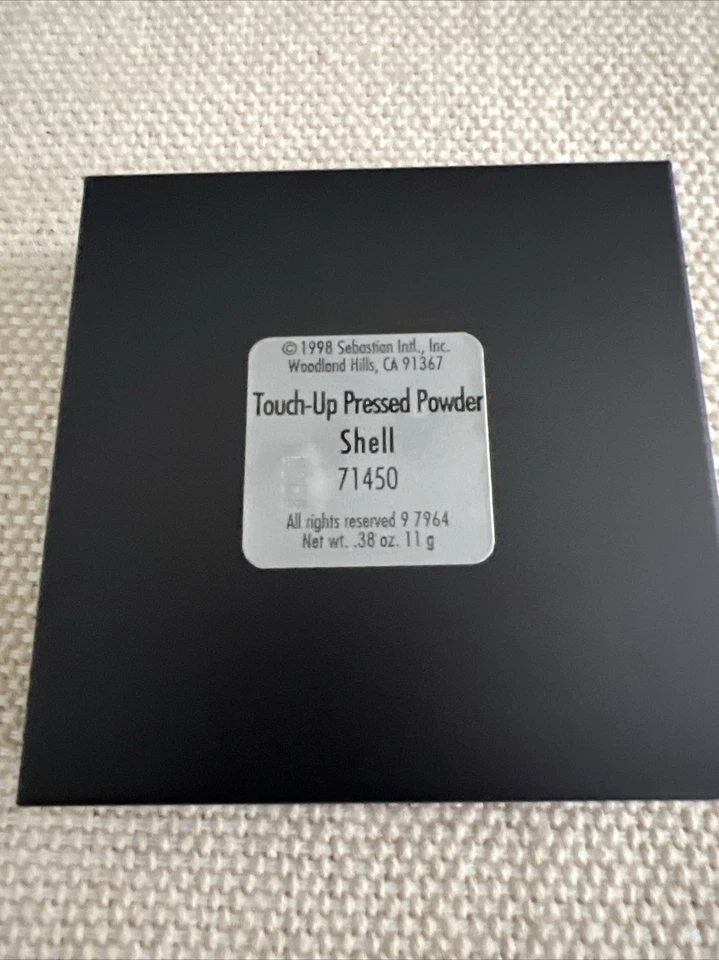 © 1998 Sebastian Intl., Inc.
Woodland Hills, CA 91367
Touch-Up Pressed Powder
Shell
71450
All rights reserved 9 7964
Net wt. .38 oz. 11 g